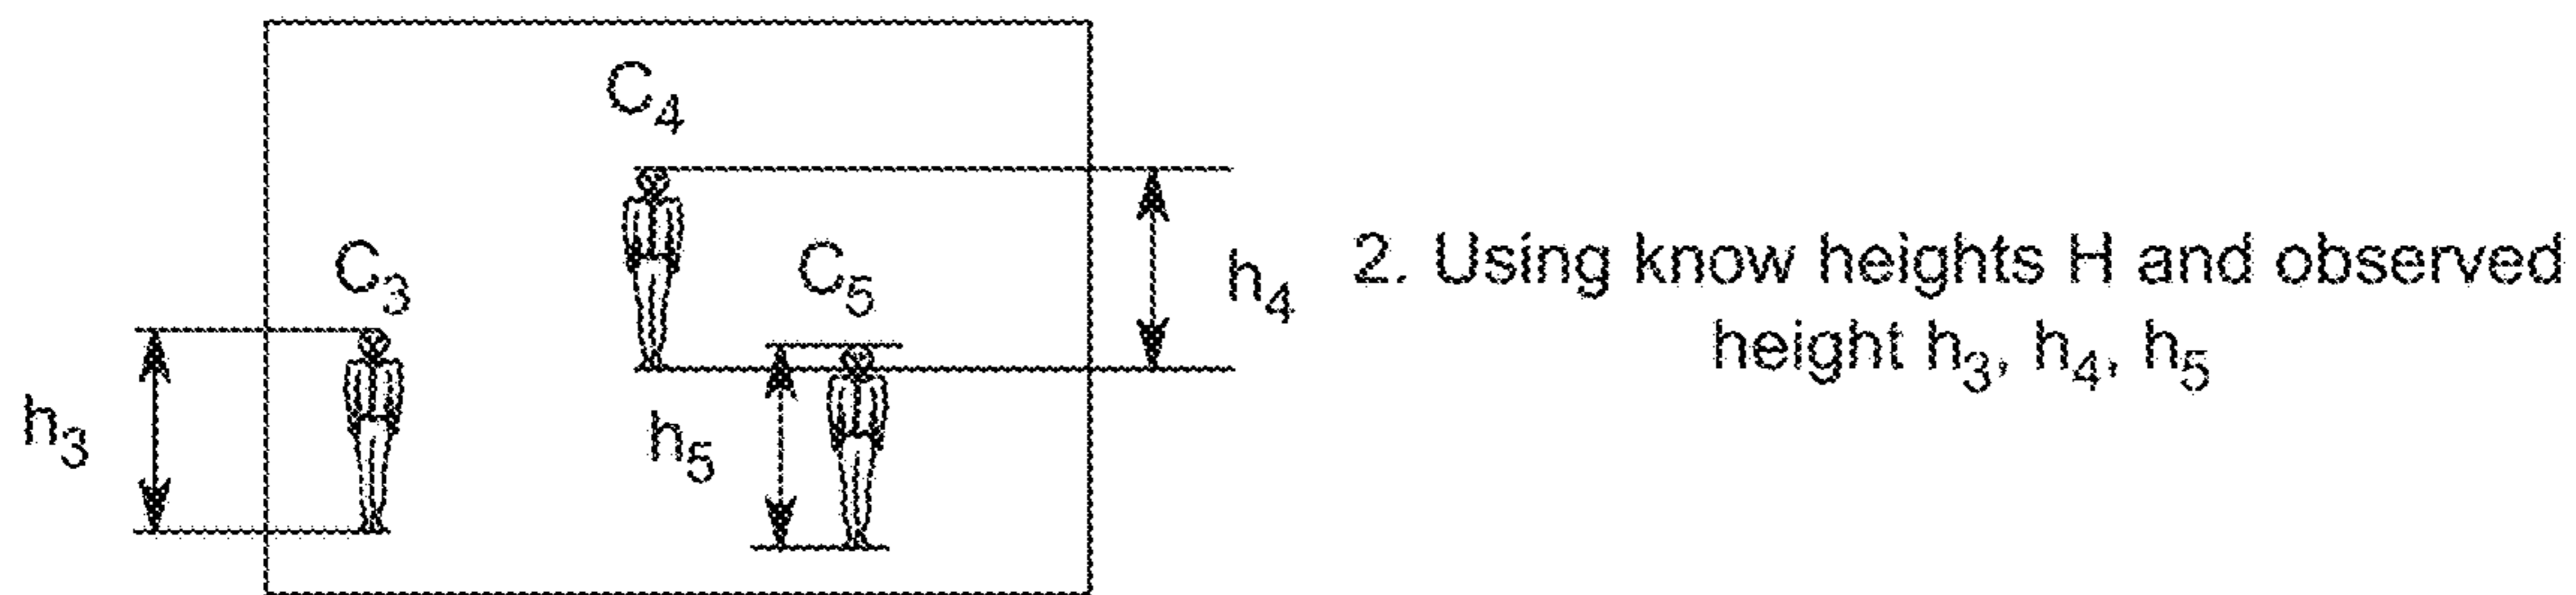 C4
C3
C5
h3
h5
h4
2. Using know heights H and observed
height h3, h4, h5